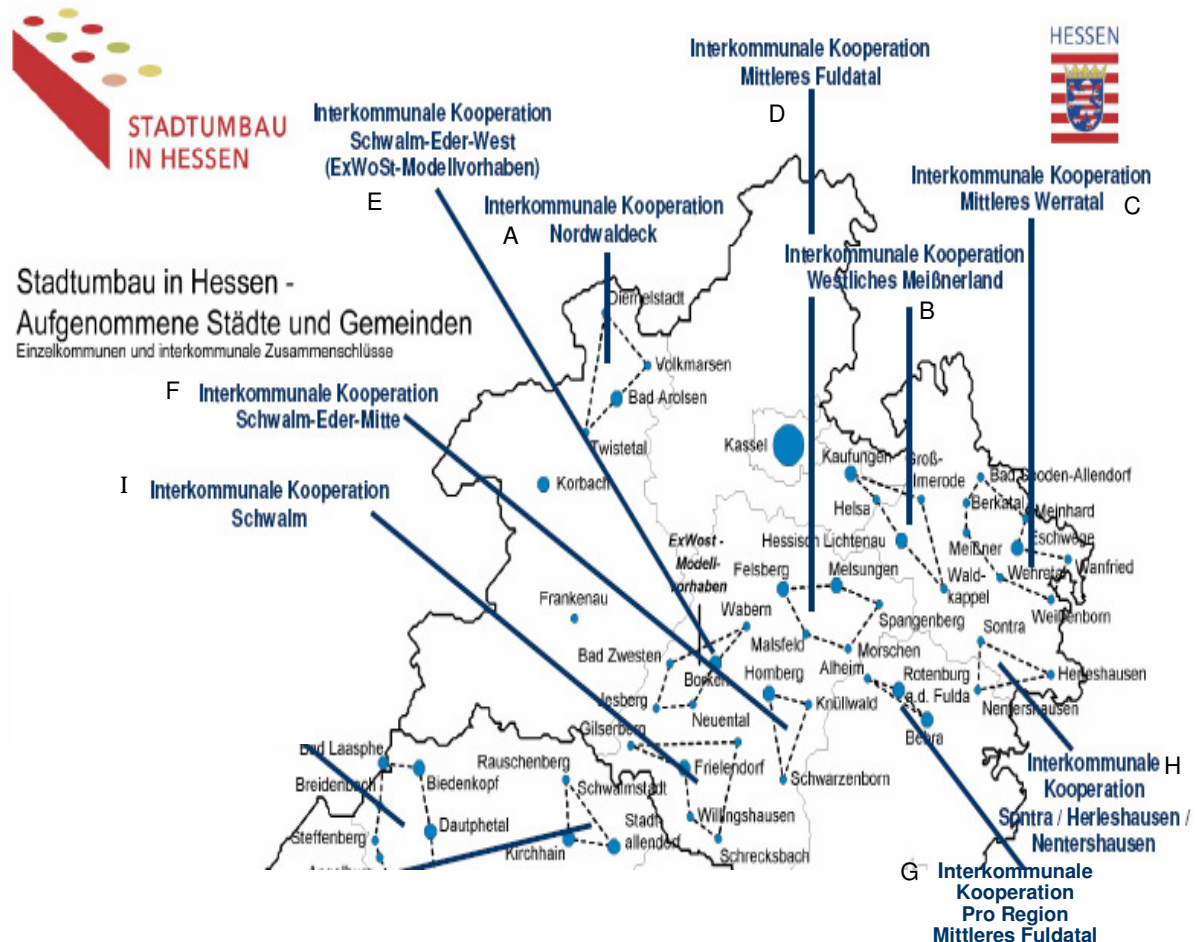 HESSEN
STADTUMBAU
IN HESSEN
Stadtumbau in Hessen -
Aufgenommene Städte und Gemeinden
Einzelkommunen und interkommunale Zusammenschlüsse
Interkommunale Kooperation
Mittleres Fuldatal
D
Interkommunale Kooperation
Schwalm-Eder-West
(ExWoSt-Modellvorhaben)
E
Interkommunale Kooperation
Mittleres Werratal
C
Interkommunale Kooperation
Nordwaldeck
A
Interkommunale Kooperation
Westliches Meißnerland
B
F
Interkommunale Kooperation
Schwalm-Eder-Mitte
I
Interkommunale Kooperation
Schwalm
Diemelstadt
Volkmarsen
Bad Arolsen
Twistetal
Korbach
Kassel
Kaufungen
Groß-
almerode
Helsa
Hessisch Lichtenau
Bad Sooden-Allendorf
Berkatal
Meinhard
Eschwege
Meißner
Wanfried
Wehretal
Wald-
kappel
Weißenborn
ExWost -
Modell-
vorhaben
Felsberg
Melsungen
Frankenau
Wabern
Spangenberg
Malsfeld
Morschen
Sontra
Bad Zwesten
Borken
Homberg
Alheim
Rotenburg
a.d. Fulda
Herleshausen
Jesberg
Neuental
Knüllwald
Nentershausen
Bebra
Gilserberg
Bad Laasphe
Rauschenberg
Frielendorf
Schwarzenborn
Breidenbach
Biedenkopf
Schwalmstadt
Steffenberg
Dautphetal
Stadt-
allendorf
Willingshausen
Kirchhain
Schrecksbach
Angelburg
Interkommunale
Kooperation
Sontra / Herleshausen /
Nentershausen
H
G
Interkommunale
Kooperation
Pro Region
Mittleres Fuldatal